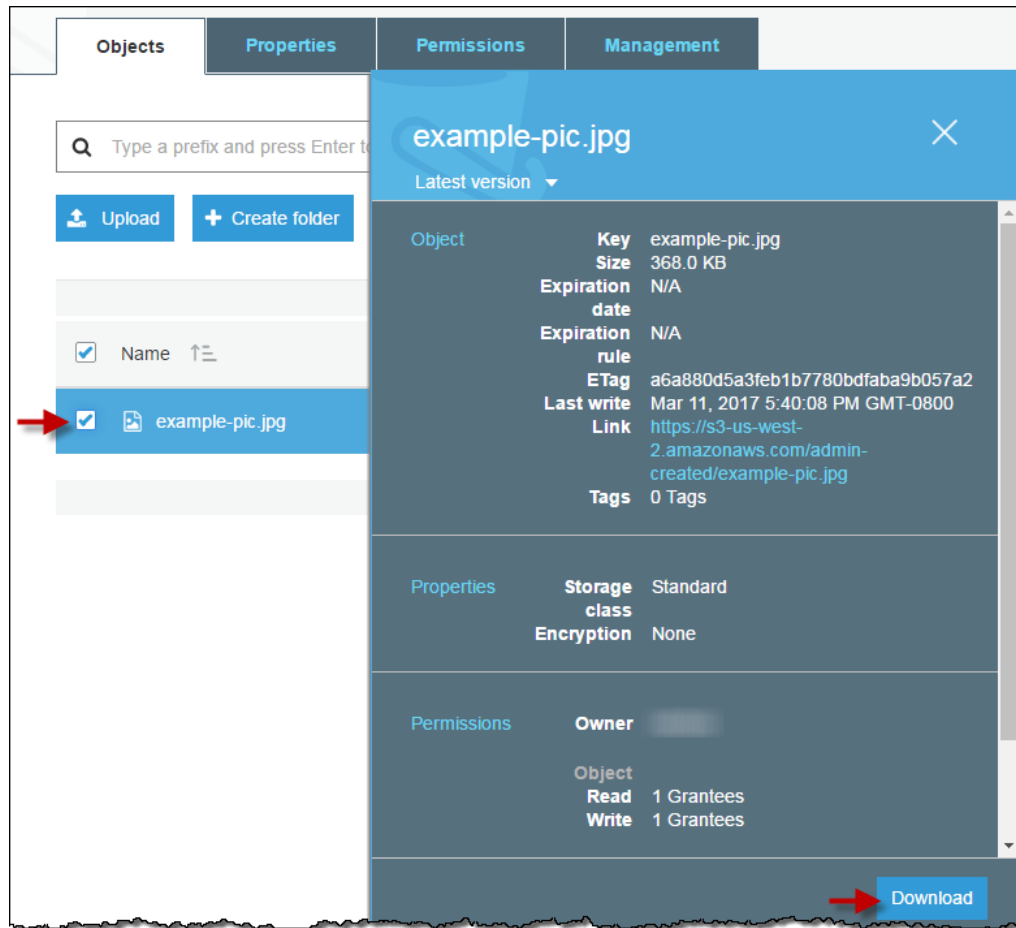 Objects
Properties
Permissions
Management
Type a prefix and press Enter t
Upload
Create folder
Name
example-pic.jpg
example-pic.jpg
Latest version
Object
Key example-pic.jpg
Size 368.0 KB
Expiration N/A
date
Expiration N/A
rule
ETag a6a880d5a3feb1b7780bdfaba9b057a2
Last write Mar 11, 2017 5:40:08 PM GMT-0800
Link https://s3-us-west-
2.amazonaws.com/admin-
created/example-pic.jpg
Tags 0 Tags
Properties
Storage Standard
class
Encryption None
Permissions
Owner
Object
Read 1 Grantees
Write 1 Grantees
Download